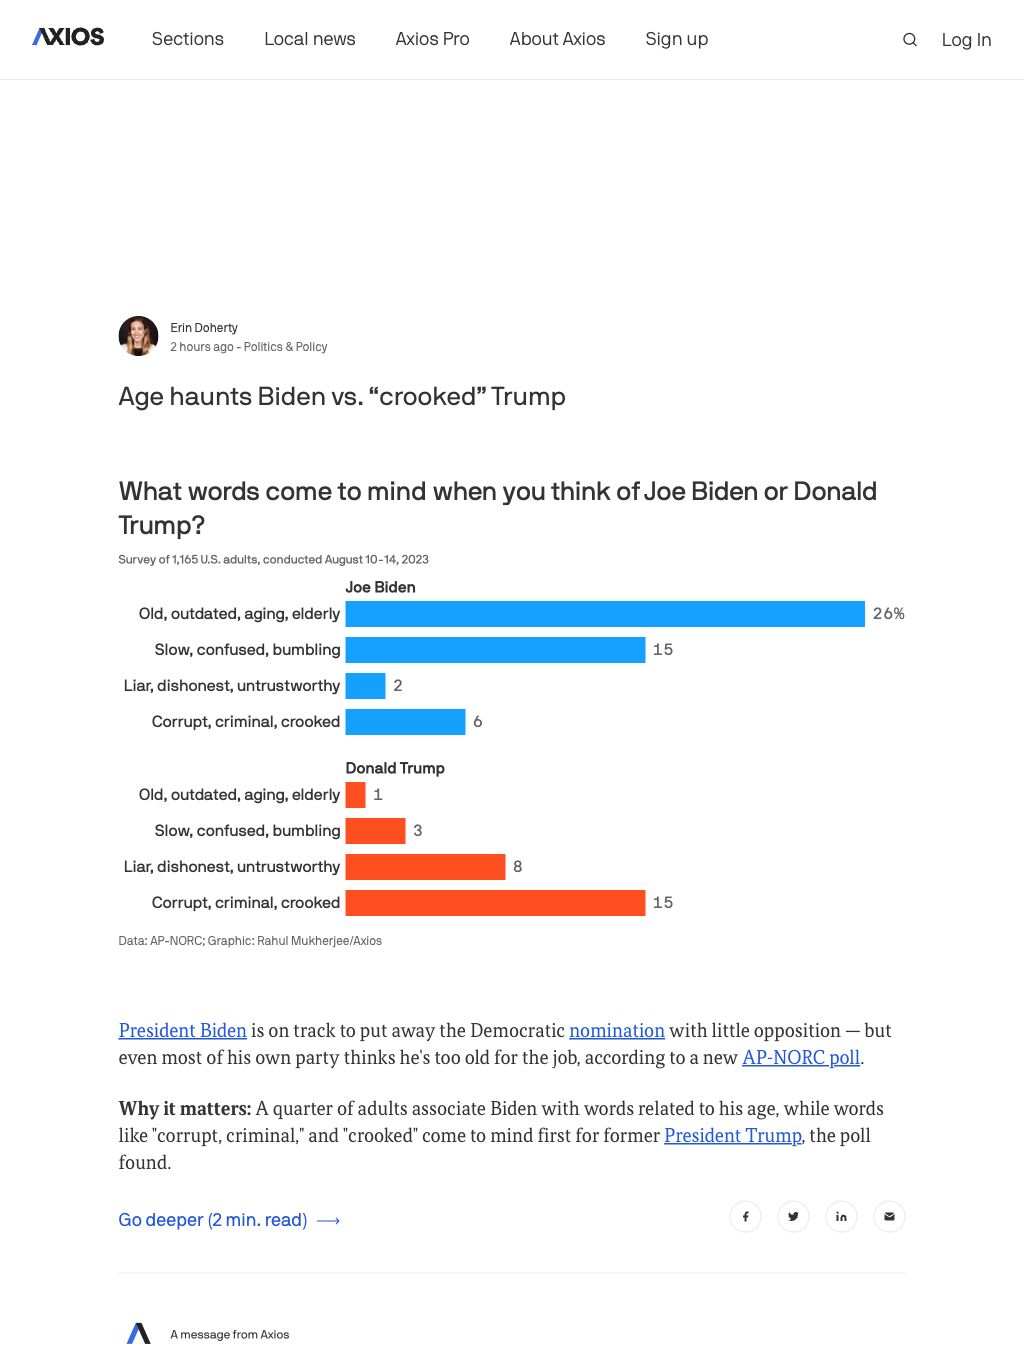 AXIOS
Sections
Local news
Axios Pro
About Axios
Sign up
Log In
Erin Doherty
2 hours ago - Politics & Policy
Age haunts Biden vs. “crooked” Trump
What words come to mind when you think of Joe Biden or Donald
Trump?
Survey of 1,165 U.S. adults, conducted August 10-14, 2023
Joe Biden
Old, outdated, aging, elderly 26%
Slow, confused, bumbling 15
Liar, dishonest, untrustworthy 2
Corrupt, criminal, crooked 6
Donald Trump
Old, outdated, aging, elderly 1
Slow, confused, bumbling 3
Liar, dishonest, untrustworthy 8
Corrupt, criminal, crooked 15
Data: AP-NORC; Graphic: Rahul Mukherjee/Axios
President Biden is on track to put away the Democratic nomination with little opposition — but
even most of his own party thinks he's too old for the job, according to a new AP-NORC poll.
Why it matters: A quarter of adults associate Biden with words related to his age, while words
like "corrupt, criminal," and "crooked" come to mind first for former President Trump, the poll
found.
Go deeper (2 min. read)
A message from Axios